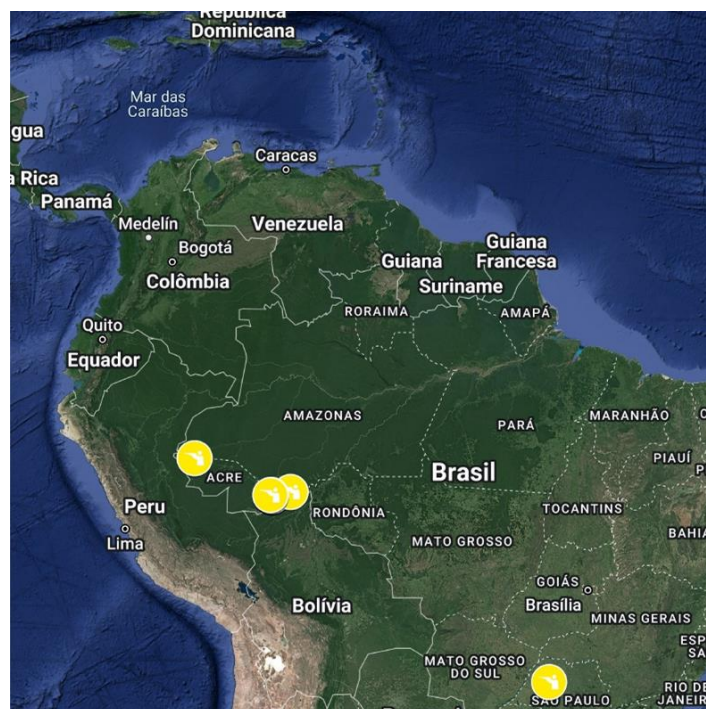 República
Dominicana
Mar das
Caraíbas
gua
Caracas
a Rica
Panamá
Medelín
Venezuela
Bogotá
Guiana
Guiana
Francesa
Colômbia
Suriname
RORAIMA
AMAPÁ
Quito
Equador
AMAZONAS
MARANHÃO
PARÁ
PIAUÍ
Brasil
ACRE
Peru
RONDÔNIA
TOCANTINS
Lima
MATO GROSSO
BAHIA
GOIÁS
Bolívia
Brasília
MINAS GERAIS
ESP
SA
MATO GROSSO
DO SUL
SÃO PAULO
RIO DE
JANEIR